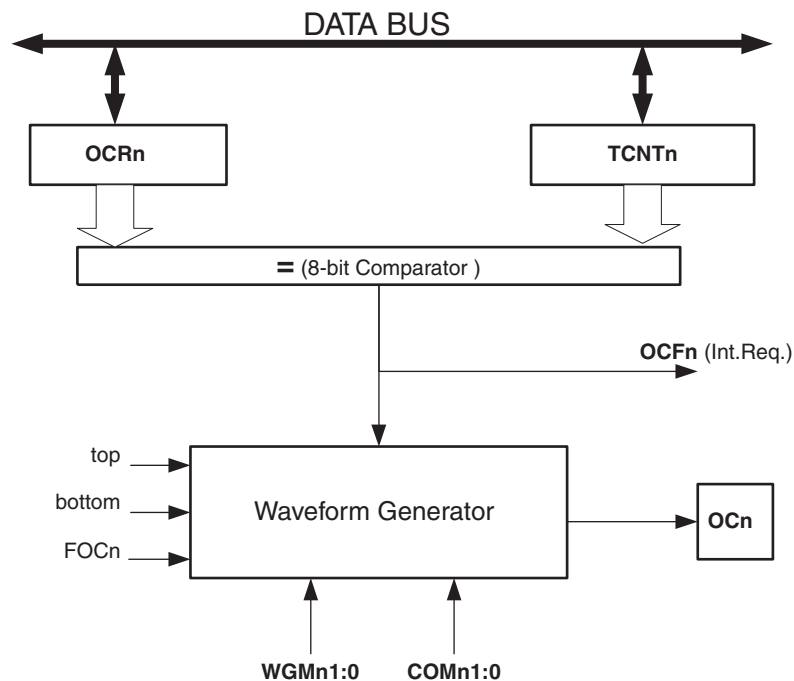 DATA BUS
OCRn
TCNTn
= (8-bit Comparator )
OCFn (Int.Req.)
top
bottom
FOCn
Waveform Generator
OCn
WGMn1:0
COMn1:0